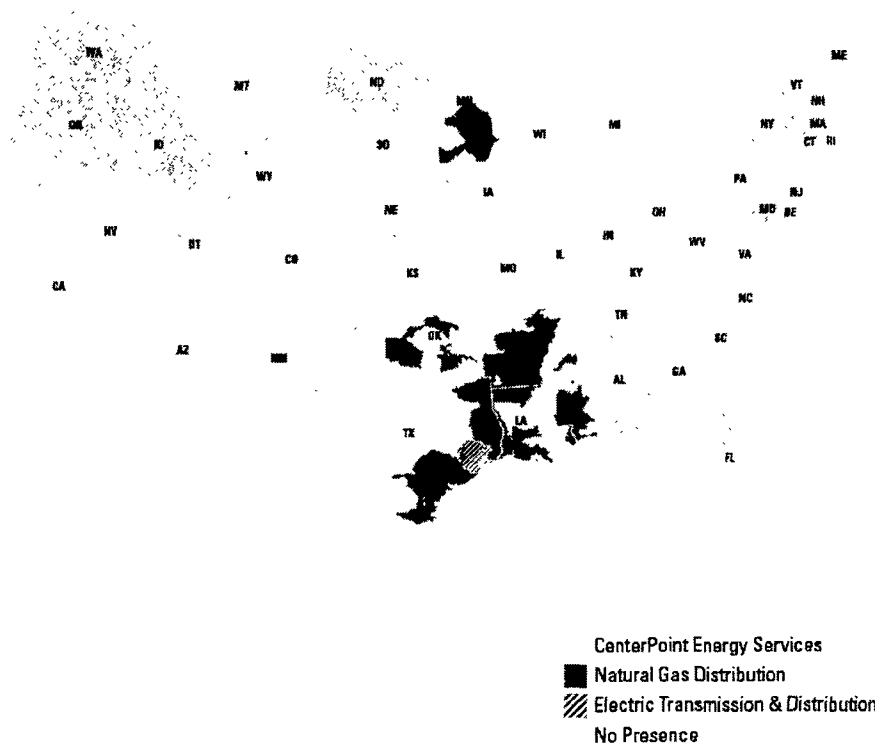 ME
WA
MT
ND
VT
MN
NH
OR
NY
MA
WI
MI
ID
SD
CT
RI
WY
PA
IA
NJ
NE
OH
MD
DE
NV
UT
IN
WV
VA
CO
IL
MO
KS
KY
CA
NC
TN
OK
SC
AZ
NM
GA
AL
LA
TX
FL
CenterPoint Energy Services
Natural Gas Distribution
Electric Transmission & Distribution
No Presence